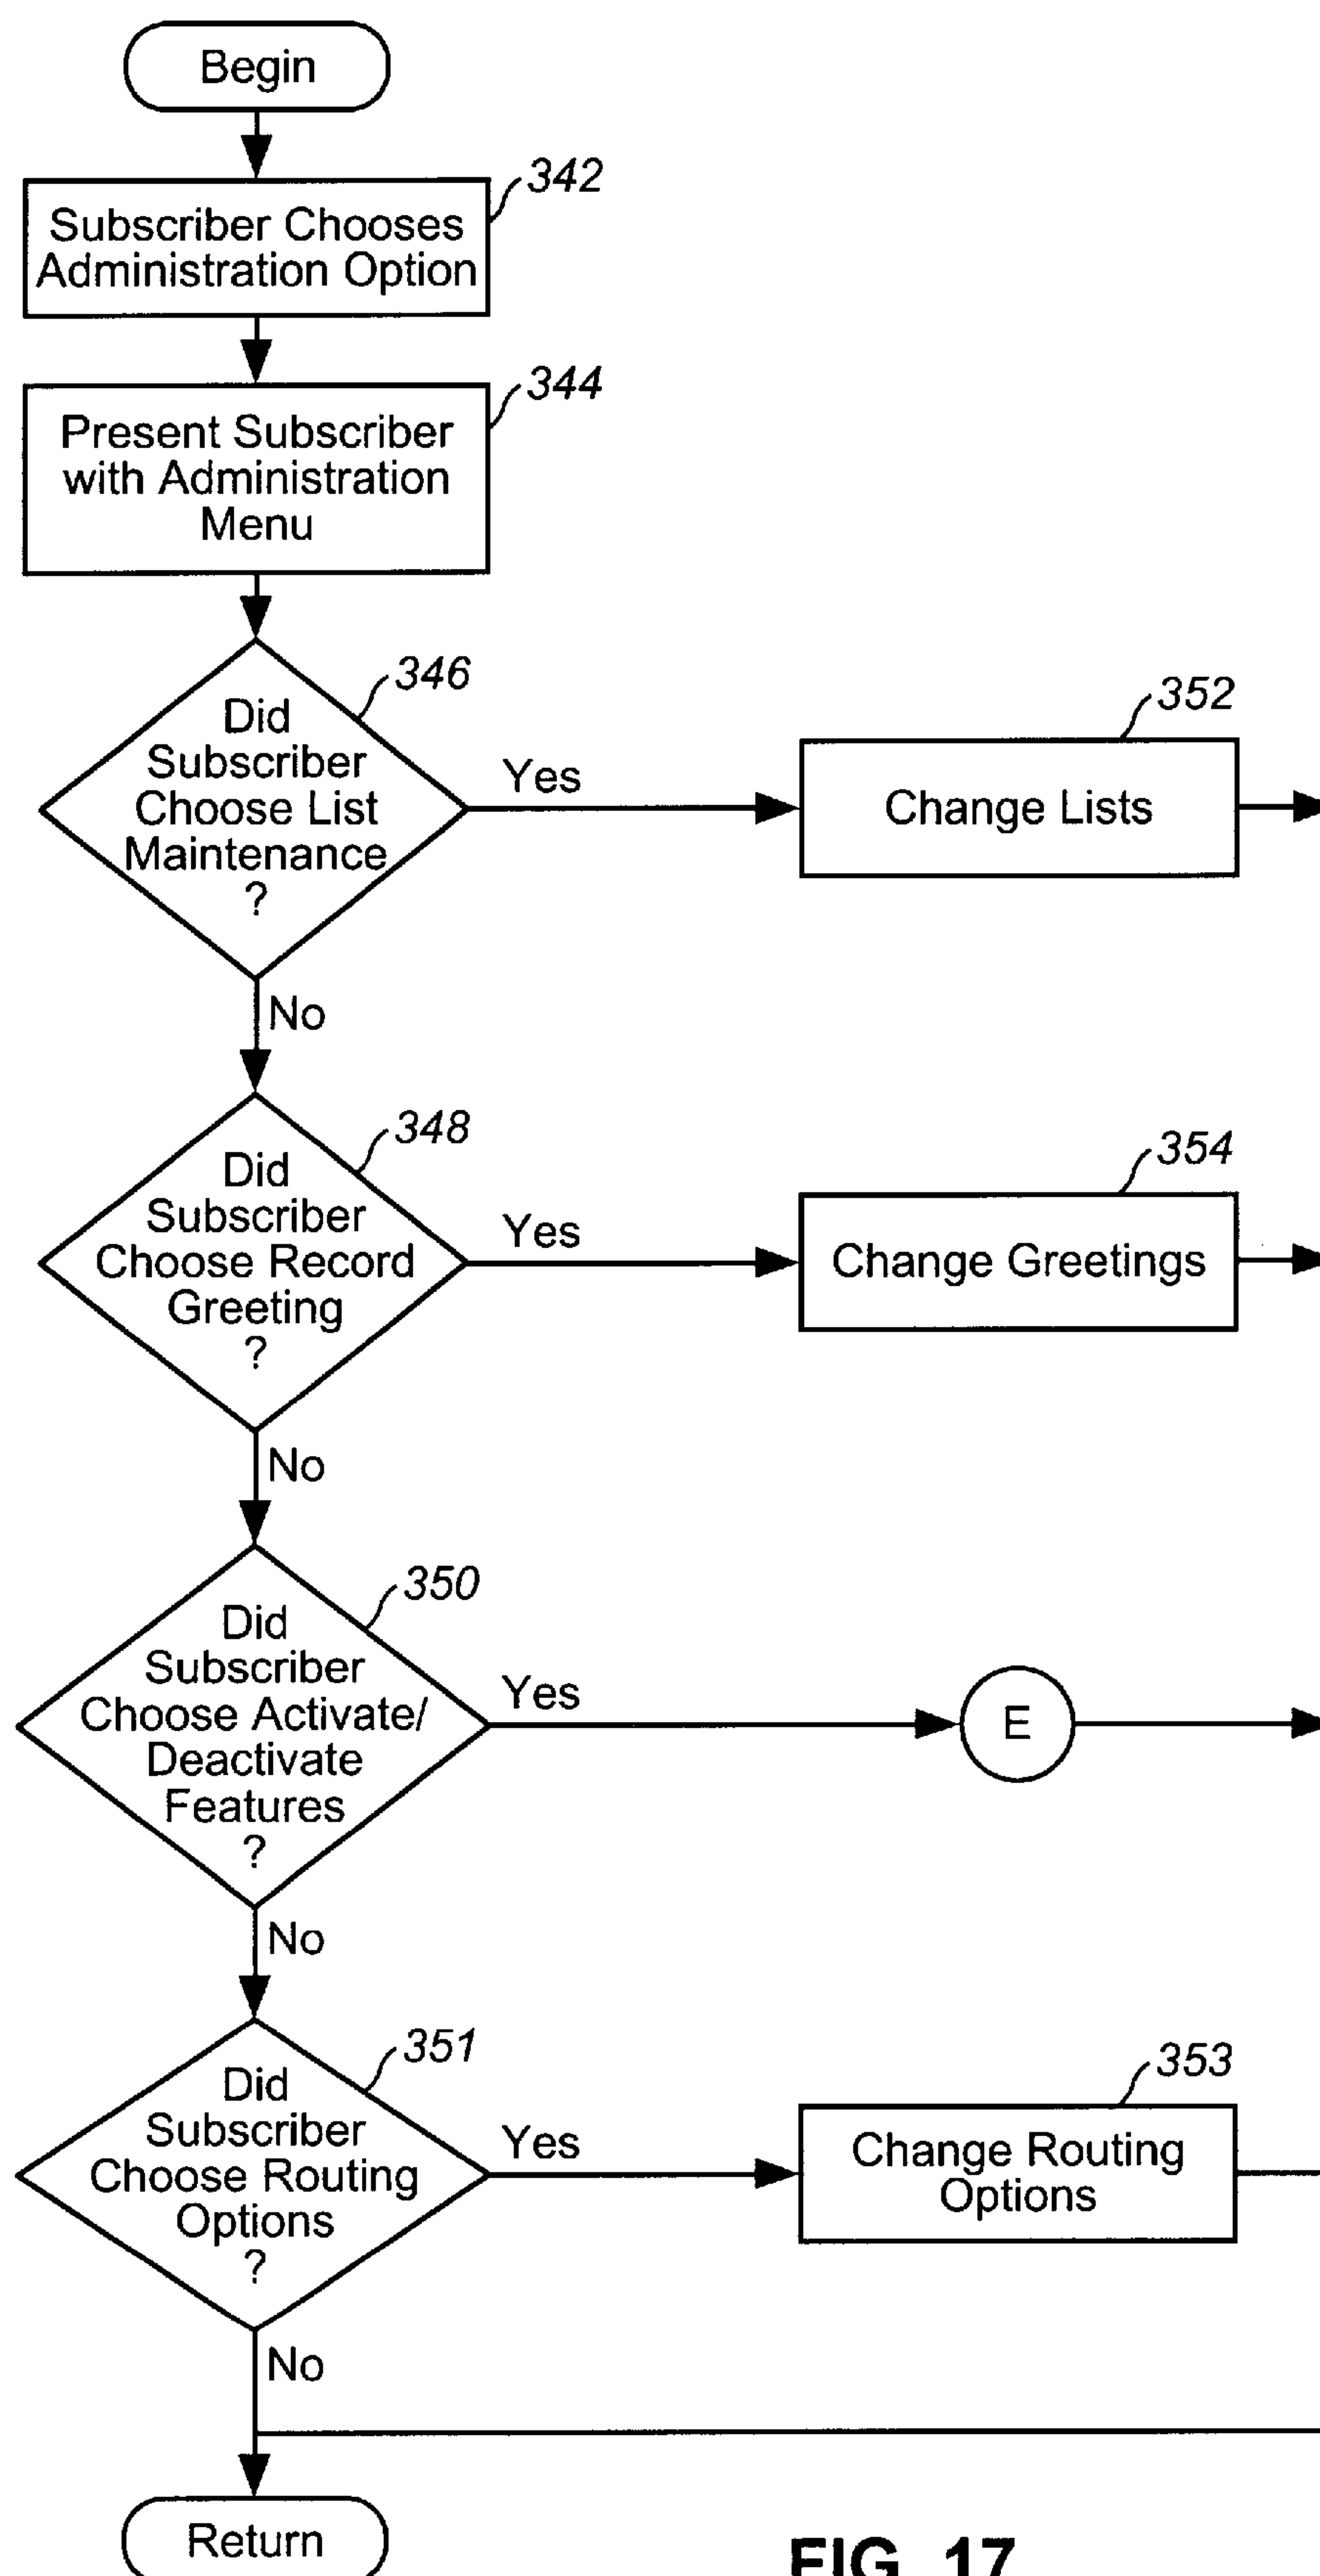 Begin
342
Subscriber Chooses
Administration Option
344
Present Subscriber
with Administration
Menu
346
Did
Subscriber
Choose List
Maintenance
?
Yes
352
Change Lists
No
348
Did
Subscriber
Choose Record
Greeting
?
Yes
354
Change Greetings
No
350
Did
Subscriber
Choose Activate/
Deactivate
Features
?
Yes
E
No
351
Did
Subscriber
Choose Routing
Options
?
Yes
353
Change Routing
Options
No
Return
FIG. 17